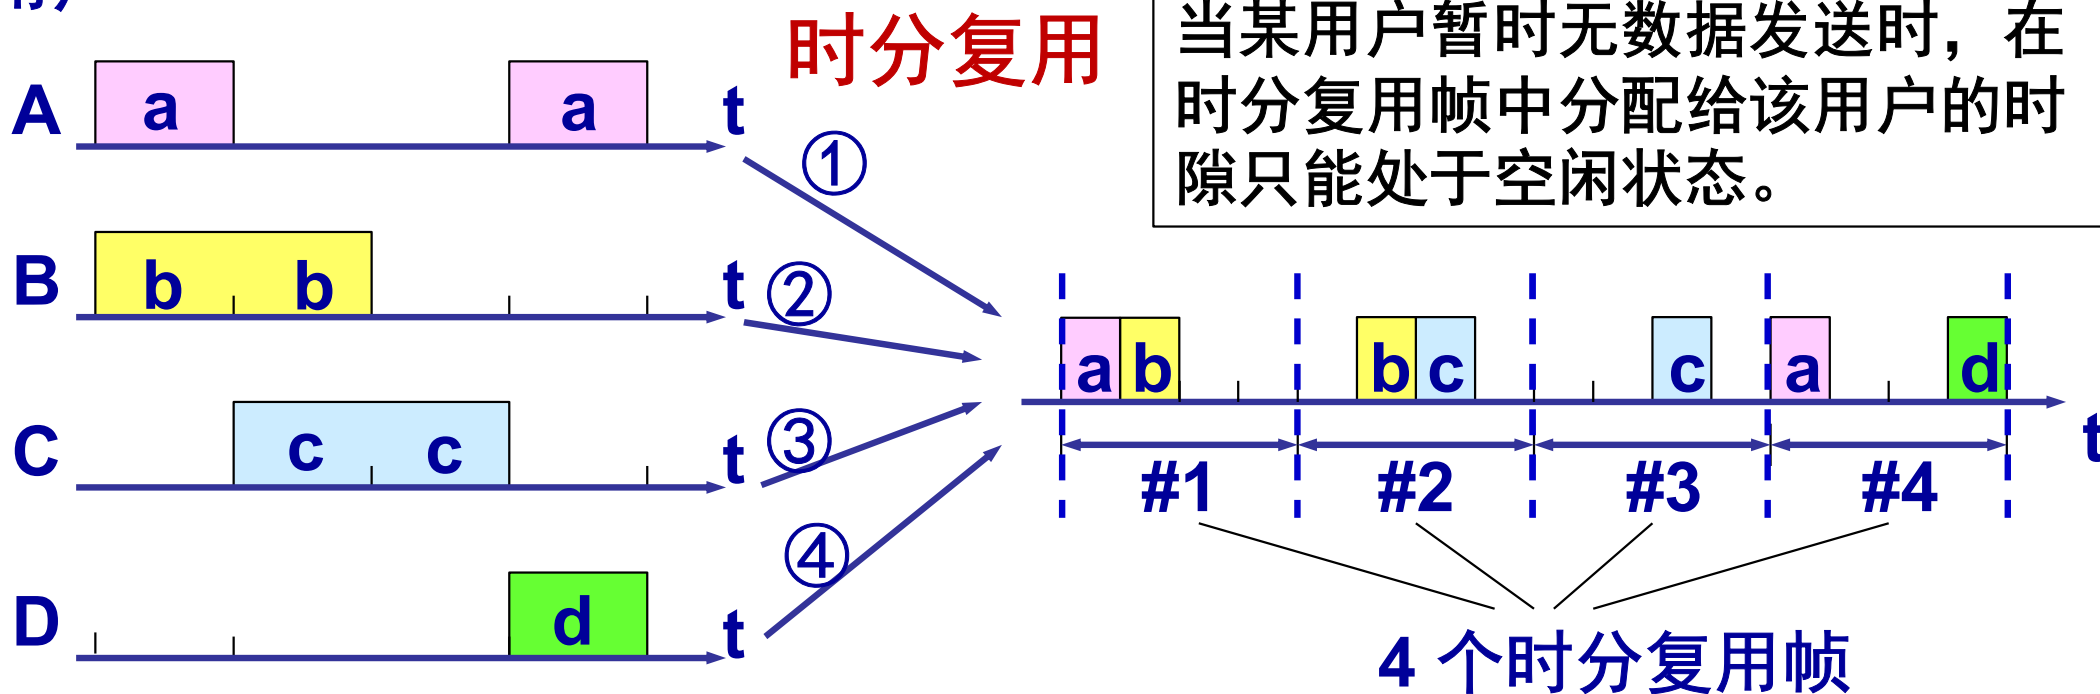 时分复用
当某用户暂时无数据发送时，在
时分复用帧中分配给该用户的时
隙只能处于空闲状态。
A a a t
①
B b b t
②
C c c t
③
D d t
④
a b b c c a d
t
#1 #2 #3 #4
4 个时分复用帧